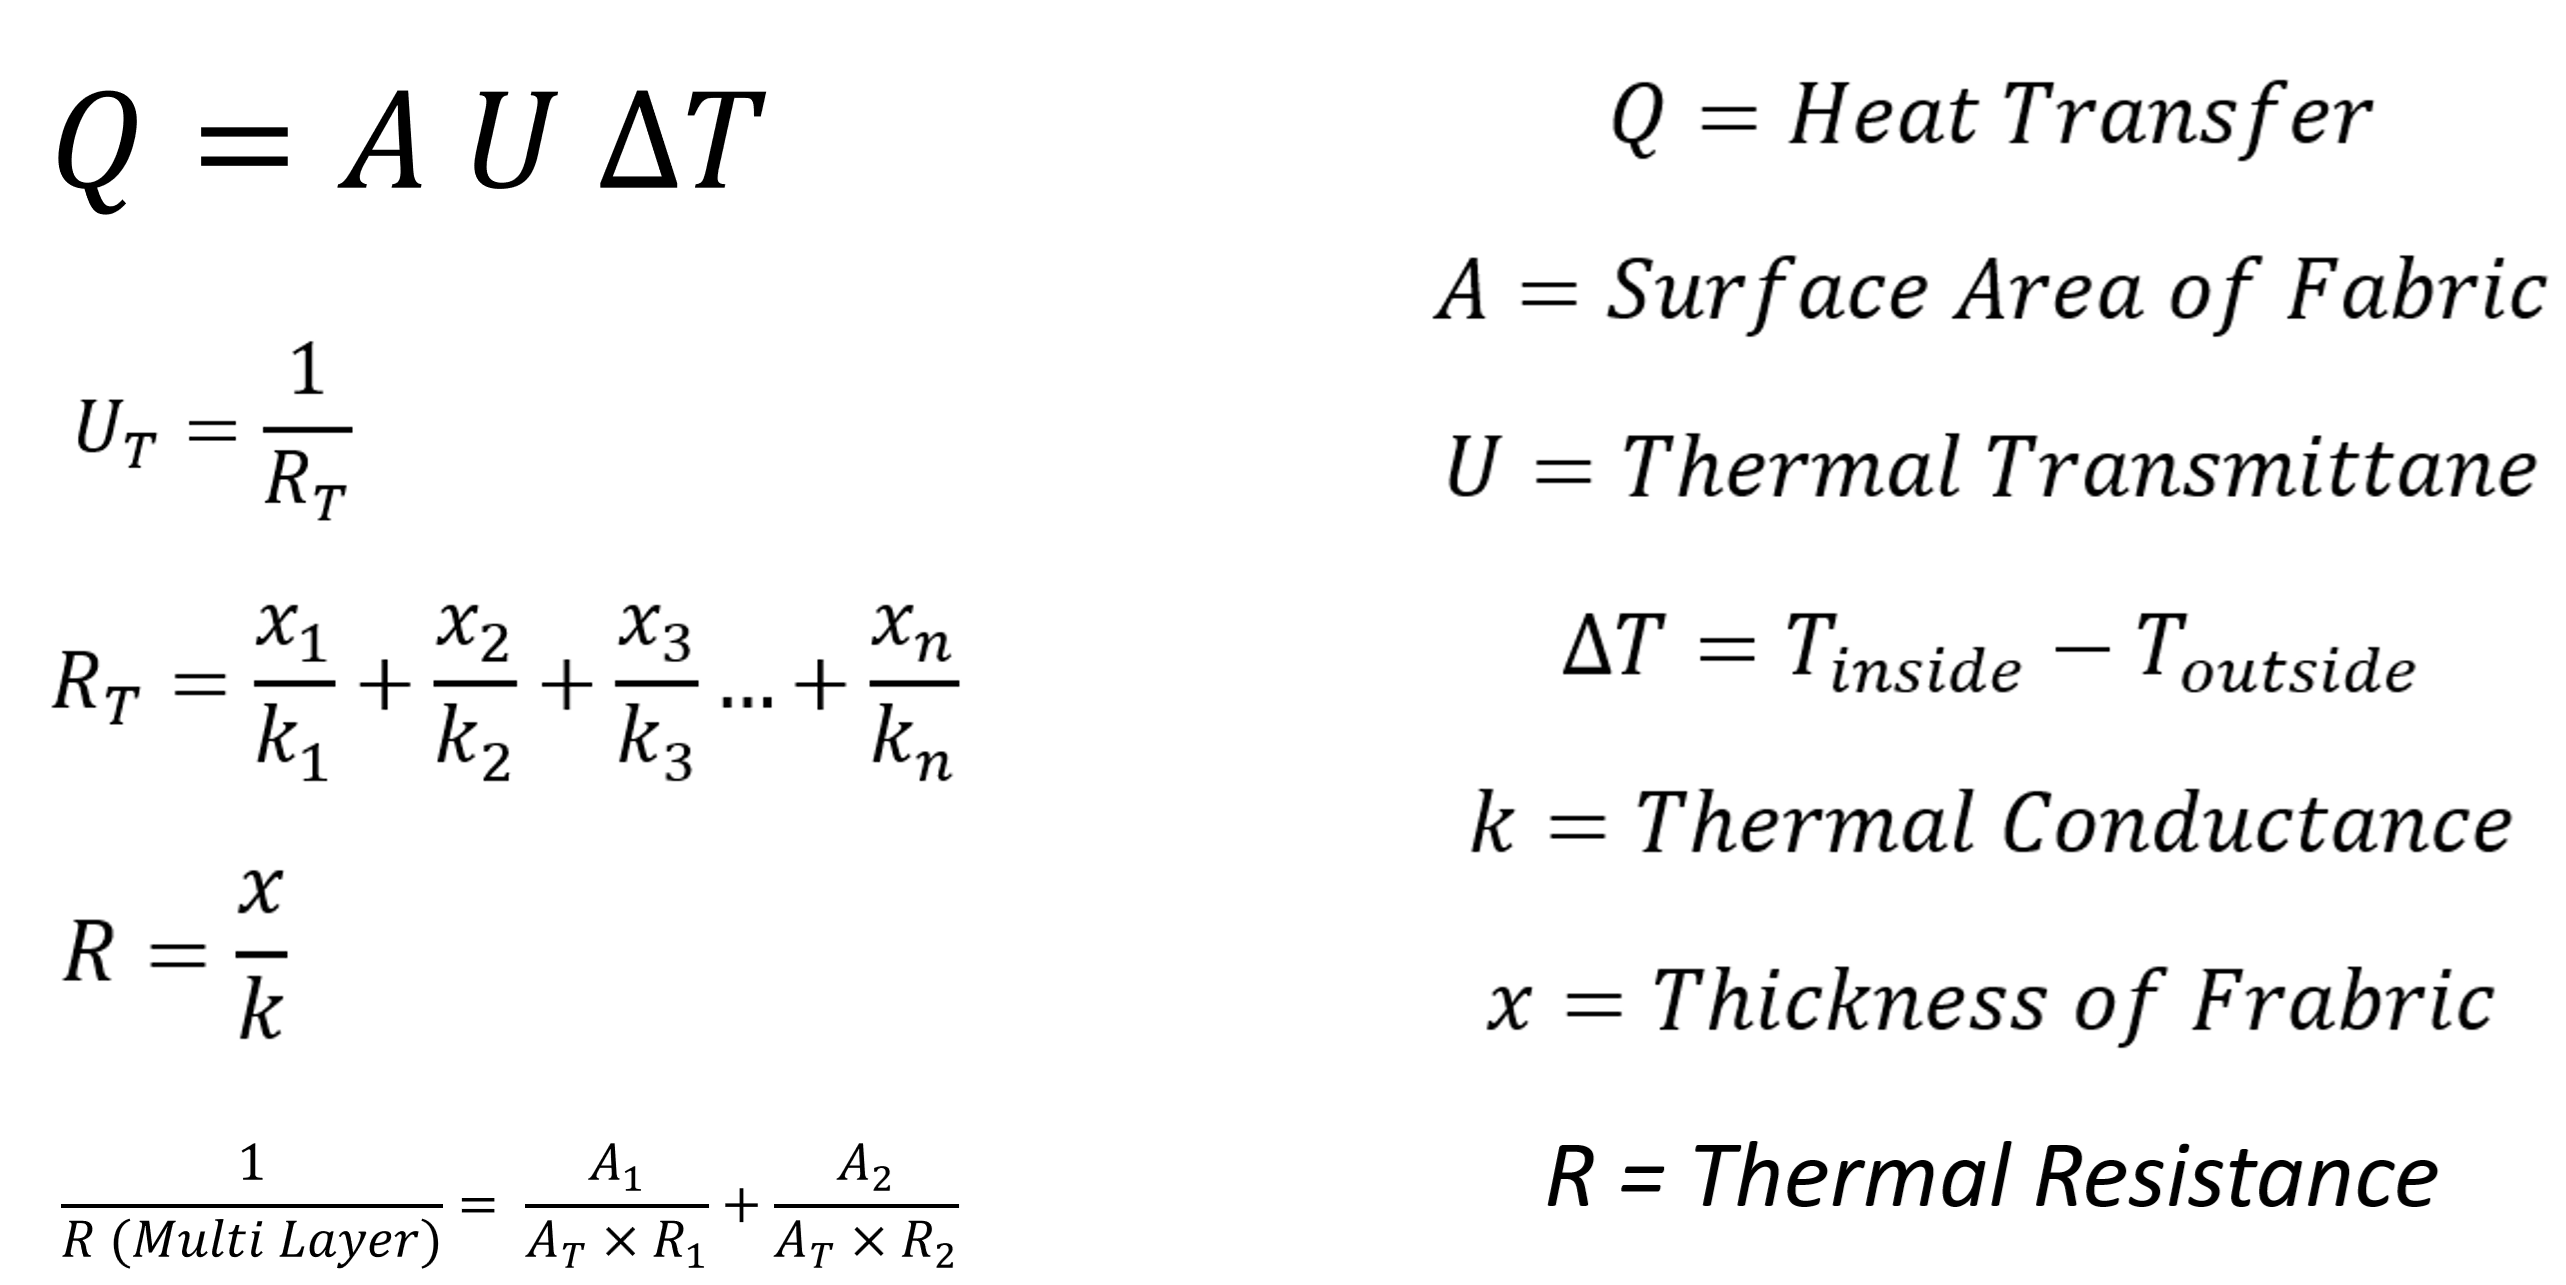 Q = A U ΔT
U_T = 1/R_T
R_T = x_1/k_1 + x_2/k_2 + x_3/k_3 ... + x_n/k_n
R = x/k
1/R (Multi Layer) = A_1/A_T × R_1 + A_2/A_T × R_2
Q = Heat Transfer
A = Surface Area of Fabric
U = Thermal Transmittane
ΔT = T_inside − T_outside
k = Thermal Conductance
x = Thickness of Frabric
R = Thermal Resistance